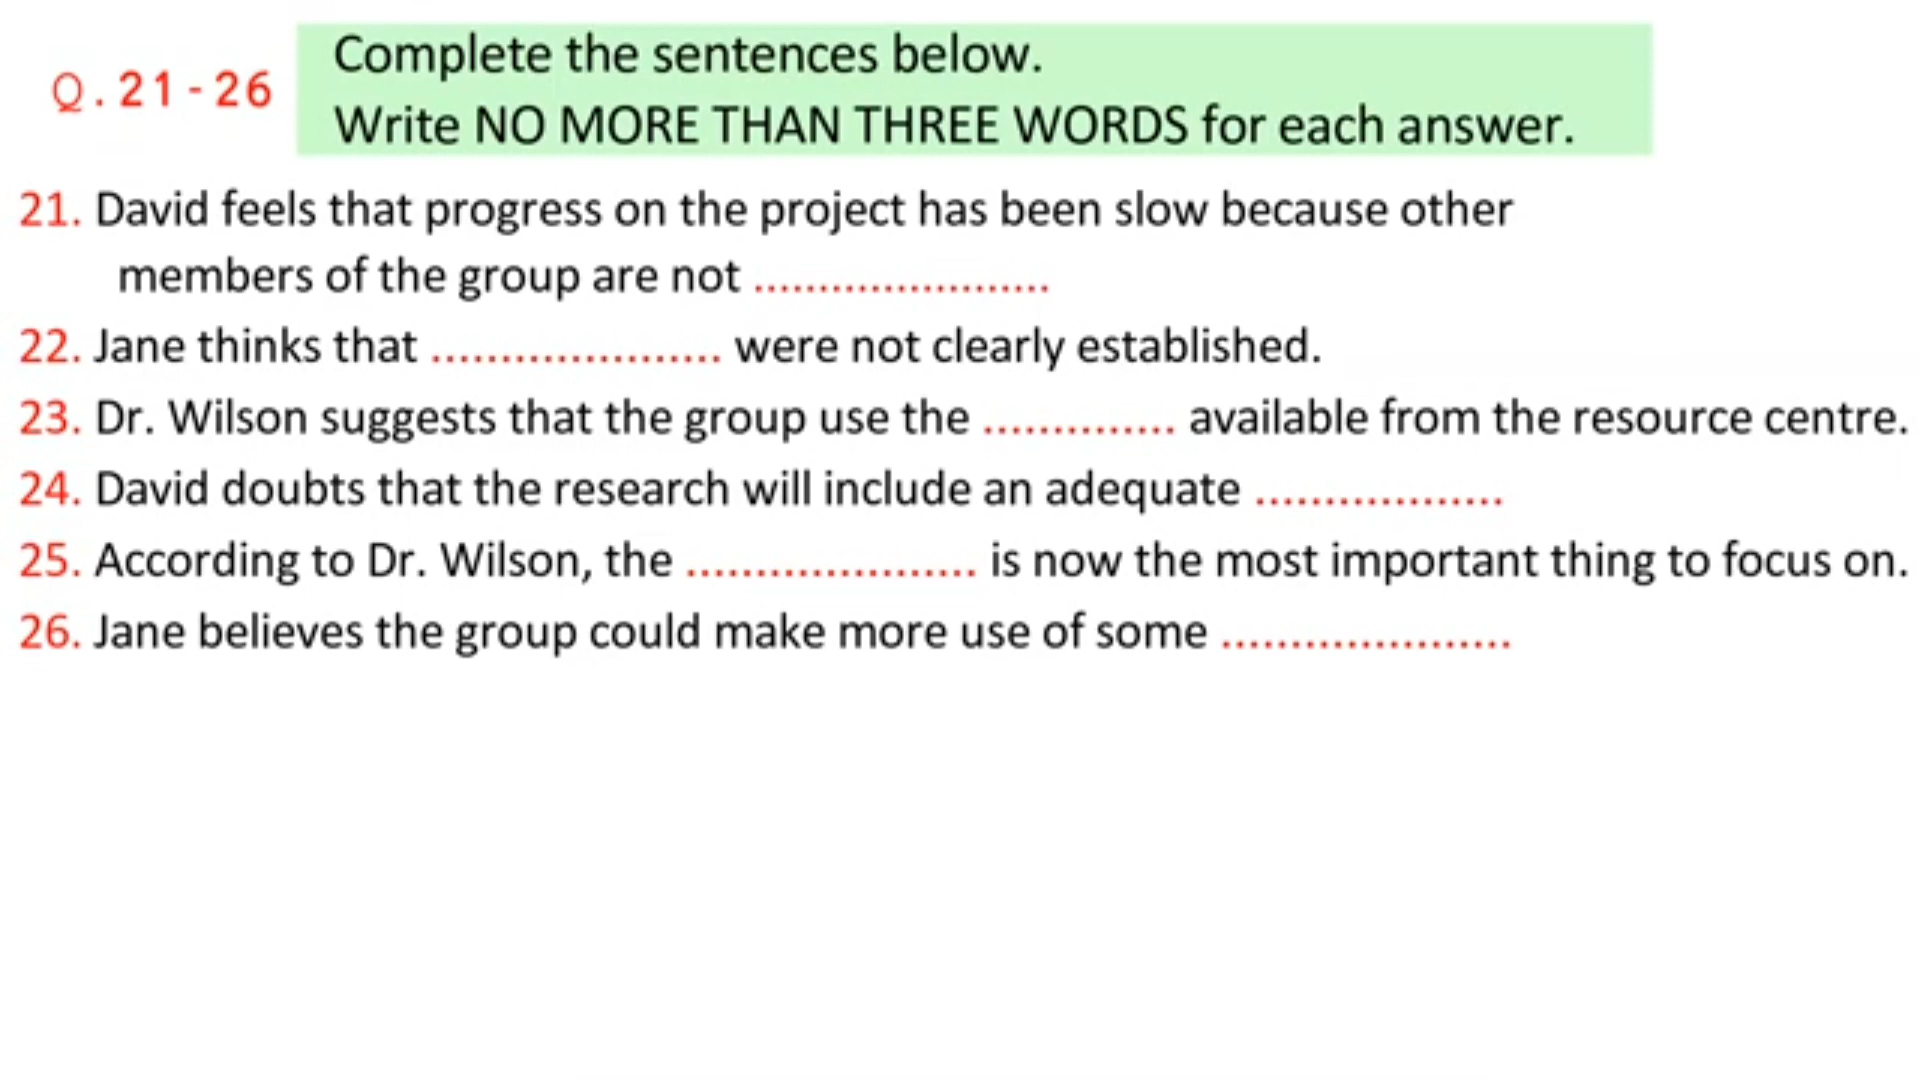 Q.21-26
Complete the sentences below.
Write NO MORE THAN THREE WORDS for each answer.
21. David feels that progress on the project has been slow because other
members of the group are not .......................
22. Jane thinks that ..................... were not clearly established.
23. Dr. Wilson suggests that the group use the .............. available from the resource centre.
24. David doubts that the research will include an adequate ..................
25. According to Dr. Wilson, the ..................... is now the most important thing to focus on.
26. Jane believes the group could make more use of some .....................